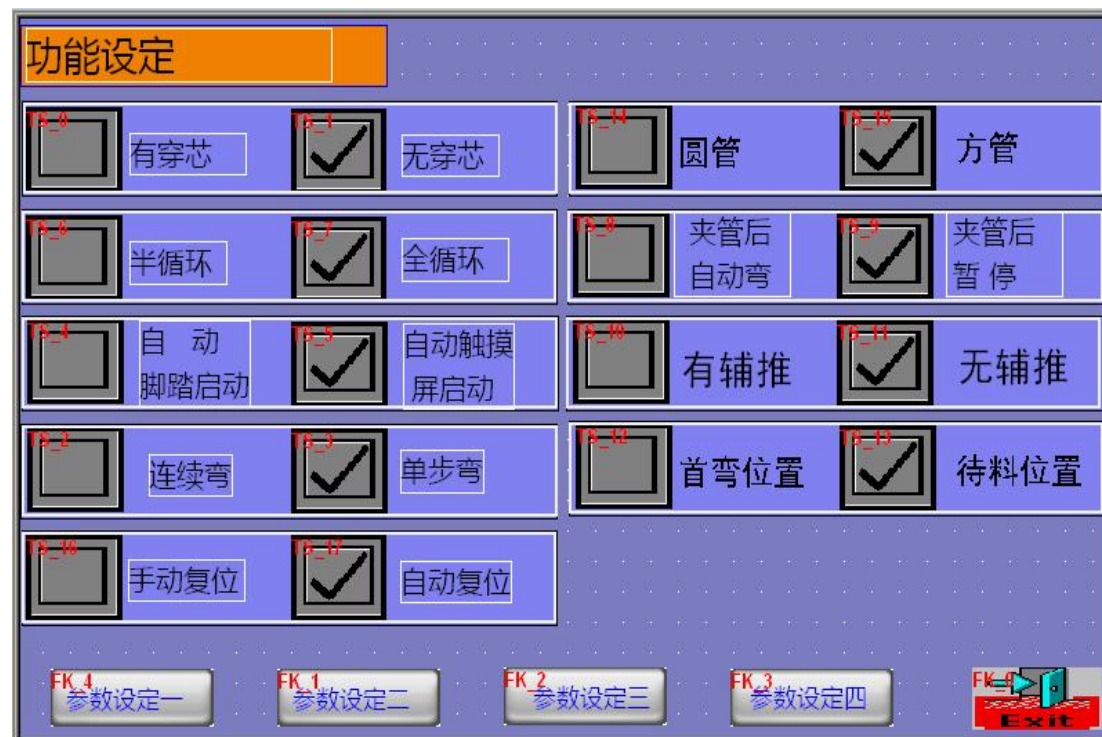 功能设定
TS_0
有穿芯
TS_1
无穿芯
TS_14
圆管
TS_15
方管
TS_6
半循环
TS_7
全循环
TS_8
夹管后
自动弯
TS_9
夹管后
暂 停
TS_4
自 动
脚踏启动
TS_5
自动触摸
屏启动
TS_10
有辅推
TS_11
无辅推
TS_2
连续弯
TS_3
单步弯
TS_12
首弯位置
TS_13
待料位置
TS_16
手动复位
TS_17
自动复位
FK_4
参数设定一
FK_1
参数设定二
FK_2
参数设定三
FK_3
参数设定四
Exit